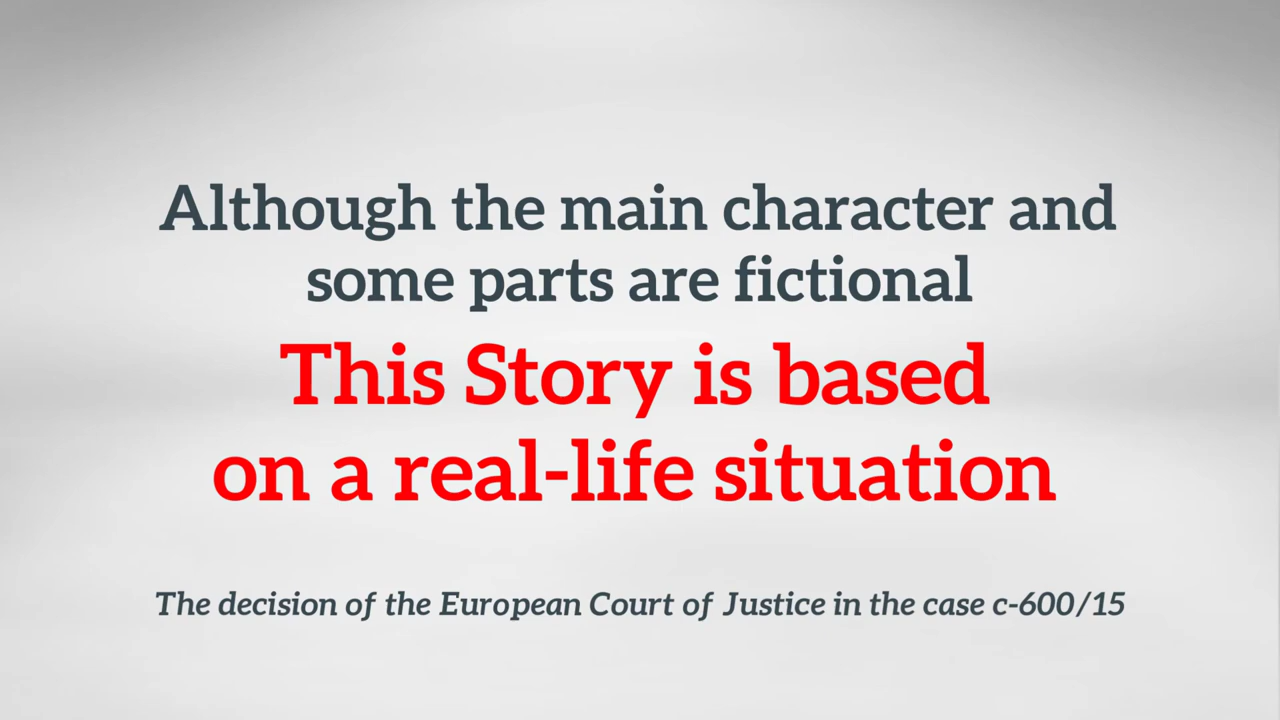 Although the main character and
some parts are fictional
This Story is based
on a real-life situation
The decision of the European Court of Justice in the case c-600/15